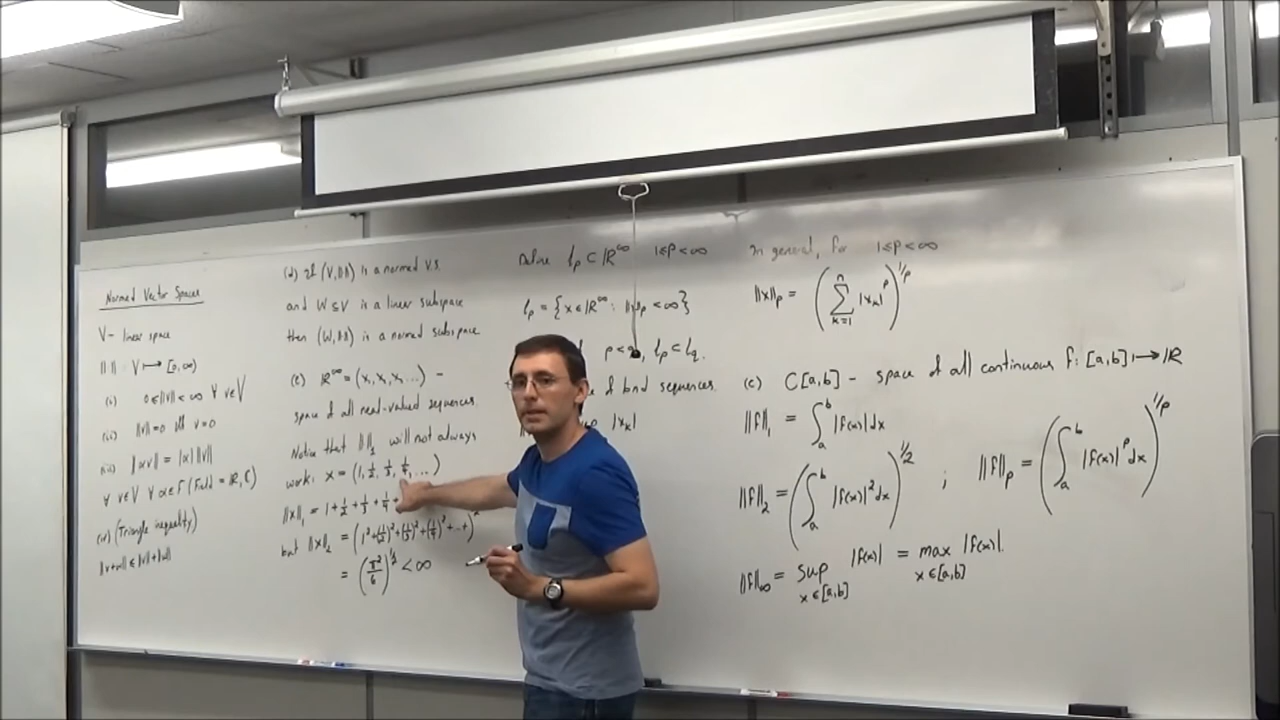 Normed Vector Spaces
V - linear space
|| || : V ⟼ [0,∞)
(i) 0≤||v||<∞ ∀ v∈V
(ii) ||v||=0 iff v=0
(iii) ||αv|| = |α| ||v||
∀ v∈V ∀ α∈F (Field = ℝ, ℂ)
(iv) (Triangle inequality)
||v+w|| ≤ ||v||+||w||
(d) If (V, || ||) is a normed v.s.
and W⊆V is a linear subspace
then (W, || ||) is a normed subspace.
(e) ℝ^∞ = (x₁, x₂, x₃, ...) -
space of all real-valued sequences.
Notice that || ||₁ will not always
work: x = (1, 1/2, 1/3, 1/4, ...)
||x||₁ = 1 + 1/2 + 1/3 + 1/4 +
but ||x||₂ = (1² + (1/2)² + (1/3)² + (1/4)² + ...)
= (π²/6)^{1/2} < ∞
Define l_p ⊂ ℝ^∞ 1≤p<∞
l_p = {x∈ℝ^∞ : ||x||_p < ∞}
p<q, l_p ⊂ l_q.
of bnd sequences.
|x_k|
In general, for 1≤p<∞
||x||_p = (∑_{k=1}^{n} |x_k|^p)^{1/p}
(c) C[a,b] - space of all continuous f: [a,b] ⟼ ℝ
||f||₁ = ∫_a^b |f(x)| dx
||f||₂ = (∫_a^b |f(x)|² dx)^{1/2} ; ||f||_p = (∫_a^b |f(x)|^p dx)^{1/p}
||f||_∞ = sup_{x∈[a,b]} |f(x)| = max_{x∈[a,b]} |f(x)|.